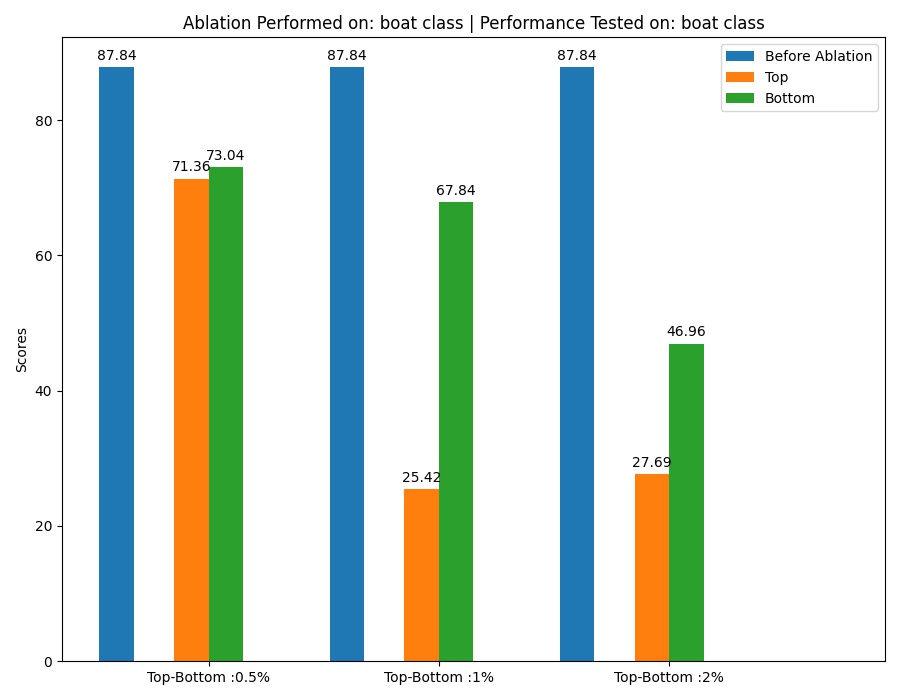 Ablation Performed on: boat class | Performance Tested on: boat class
Before Ablation
Top
Bottom
87.84
87.84
87.84
71.36
73.04
67.84
25.42
27.69
46.96
Scores
80
60
40
20
0
Top-Bottom :0.5%
Top-Bottom :1%
Top-Bottom :2%